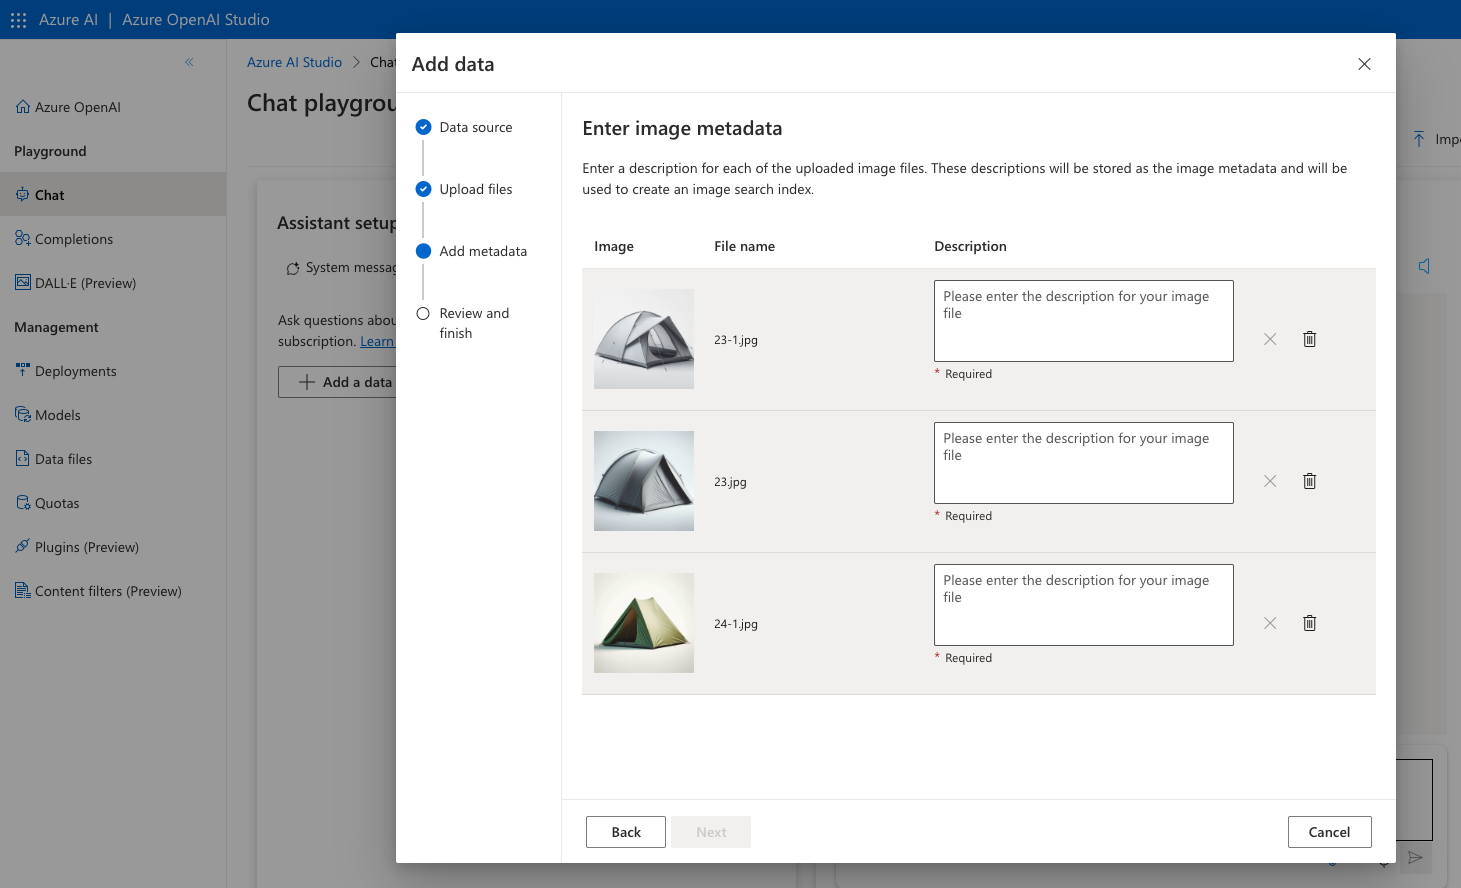 Azure AI | Azure OpenAI Studio
Azure OpenAI
Playground
Chat
Completions
DALL·E (Preview)
Management
Deployments
Models
Data files
Quotas
Plugins (Preview)
Content filters (Preview)
Azure AI Studio > Chat
Chat playgrou
Assistant setup
System messag
Ask questions abou
subscription. Learn
Add a data
Impo
Add data
Data source
Upload files
Add metadata
Review and
finish
Enter image metadata
Enter a description for each of the uploaded image files. These descriptions will be stored as the image metadata and will be
used to create an image search index.
Image File name Description
23-1.jpg
Please enter the description for your image
file
* Required
23.jpg
Please enter the description for your image
file
* Required
24-1.jpg
Please enter the description for your image
file
* Required
Back Next Cancel